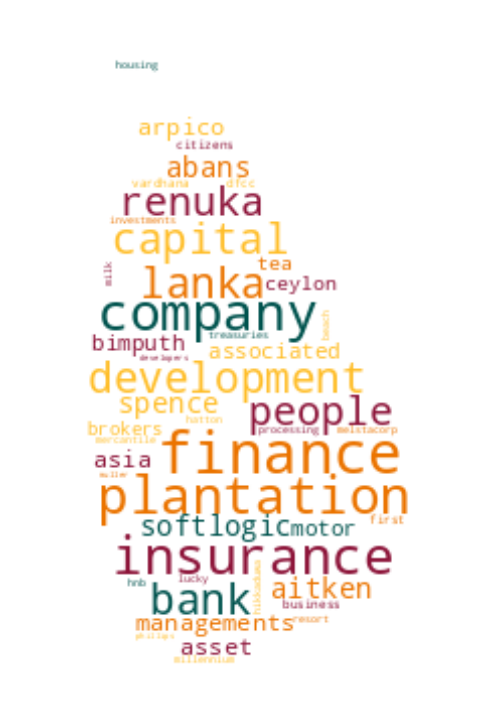 housing
arpico
citizens
abans
vardhana dfcc
renuka
investments
capital
tea
milk
lanka ceylon
company
beach
treasuries
bimputh associated
developers
development
spence people
hatton
brokers processing melstacorp
mercantile
finance
asia
muller
plantation
first
softlogic motor
insurance
hnb lucky
hikkaduwa
bank aitken
business
managements resort
phillips
asset
millennium